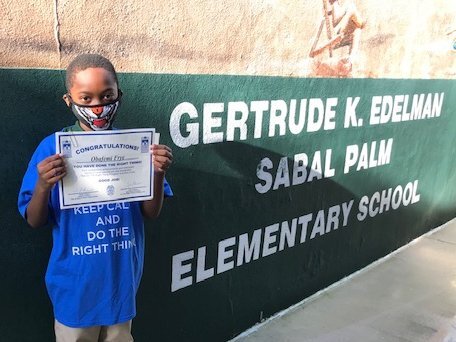 CONGRATULATIONS!
YOU HAVE DONE THE RIGHT THING!
GOOD JOB!
KEEP CAL
AND
DO THE
RIGHT THING
GERTRUDE K. EDELMAN
SABAL PALM
ELEMENTARY SCHOOL